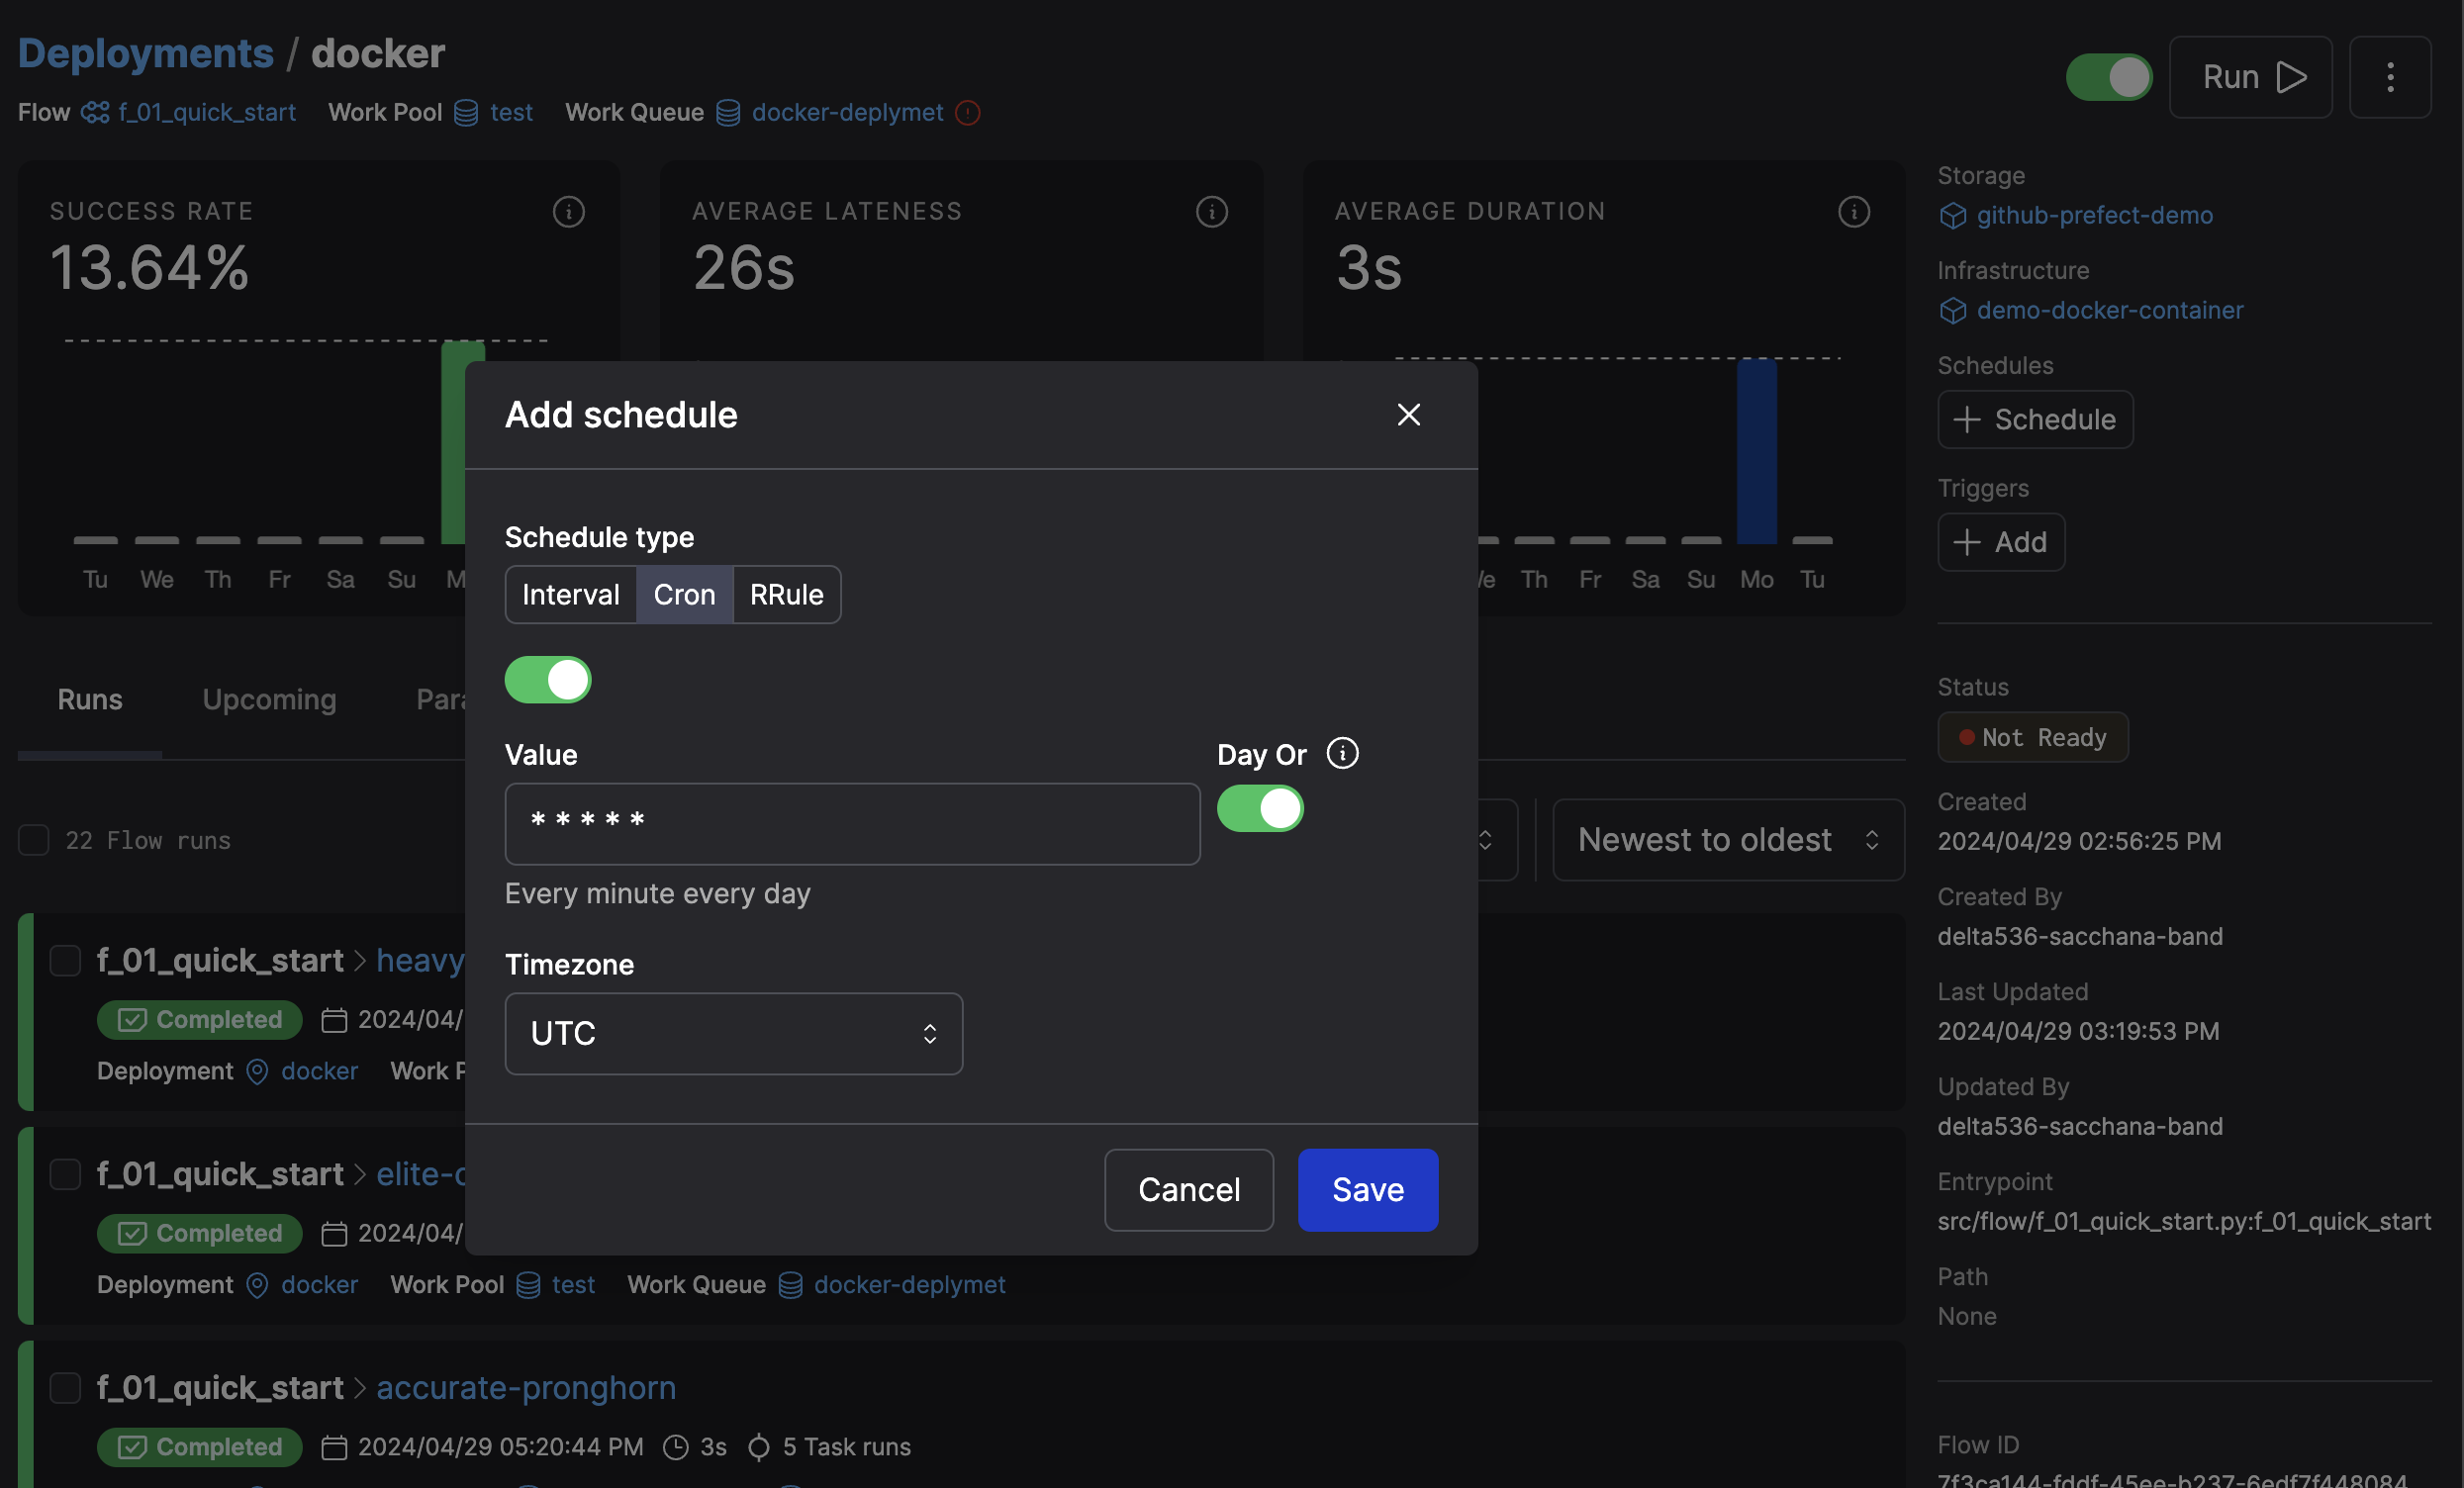 Deployments / docker
Run
Flow f_01_quick_start Work Pool test Work Queue docker-deplymet
SUCCESS RATE
13.64%
Tu We Th Fr Sa Su
AVERAGE LATENESS
26s
AVERAGE DURATION
3s
Th Fr Sa Su Mo Tu
Add schedule
Schedule type
Interval Cron RRule
Value
* * * * *
Every minute every day
Day Or
Timezone
UTC
Cancel Save
Runs Upcoming
22 Flow runs
Newest to oldest
f_01_quick_start heavy
Completed 2024/04/
Deployment docker Work
f_01_quick_start elite-
Completed 2024/04/
Deployment docker Work Pool test Work Queue docker-deplymet
f_01_quick_start accurate-pronghorn
Completed 2024/04/29 05:20:44 PM 3s 5 Task runs
Storage
github-prefect-demo
Infrastructure
demo-docker-container
Schedules
Schedule
Triggers
Add
Status
Not Ready
Created
2024/04/29 02:56:25 PM
Created By
delta536-sacchana-band
Last Updated
2024/04/29 03:19:53 PM
Updated By
delta536-sacchana-band
Entrypoint
src/flow/f_01_quick_start.py:f_01_quick_start
Path
None
Flow ID
7f3ca144-fddf-45ee-b237-6edf7f448084